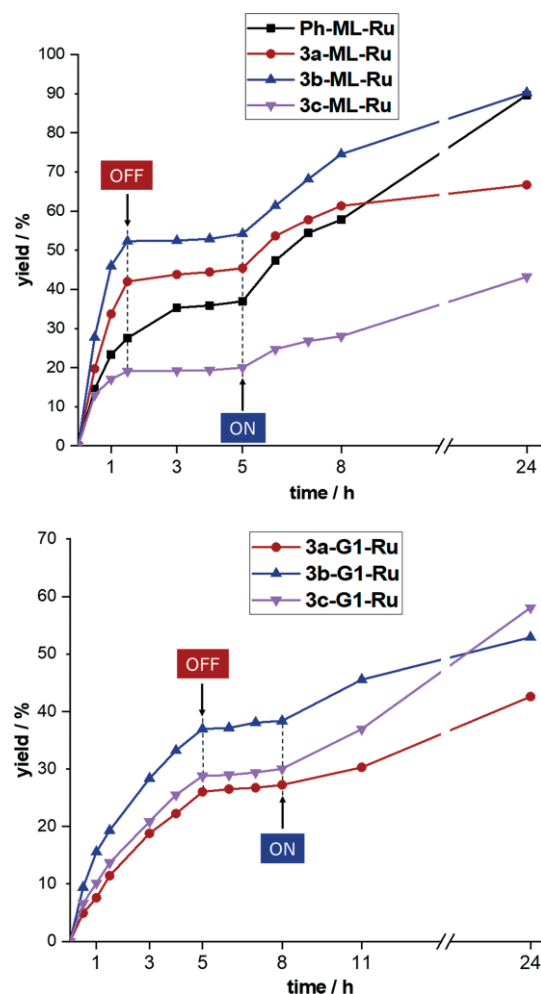 Ph-ML-Ru
3a-ML-Ru
3b-ML-Ru
3c-ML-Ru
100
90
80
70
60
50
40
30
20
10
0
yield / %
OFF
ON
1 3 5 8 24
time / h
3a-G1-Ru
3b-G1-Ru
3c-G1-Ru
70
60
50
40
30
20
10
0
yield / %
OFF
ON
1 3 5 8 11 24
time / h